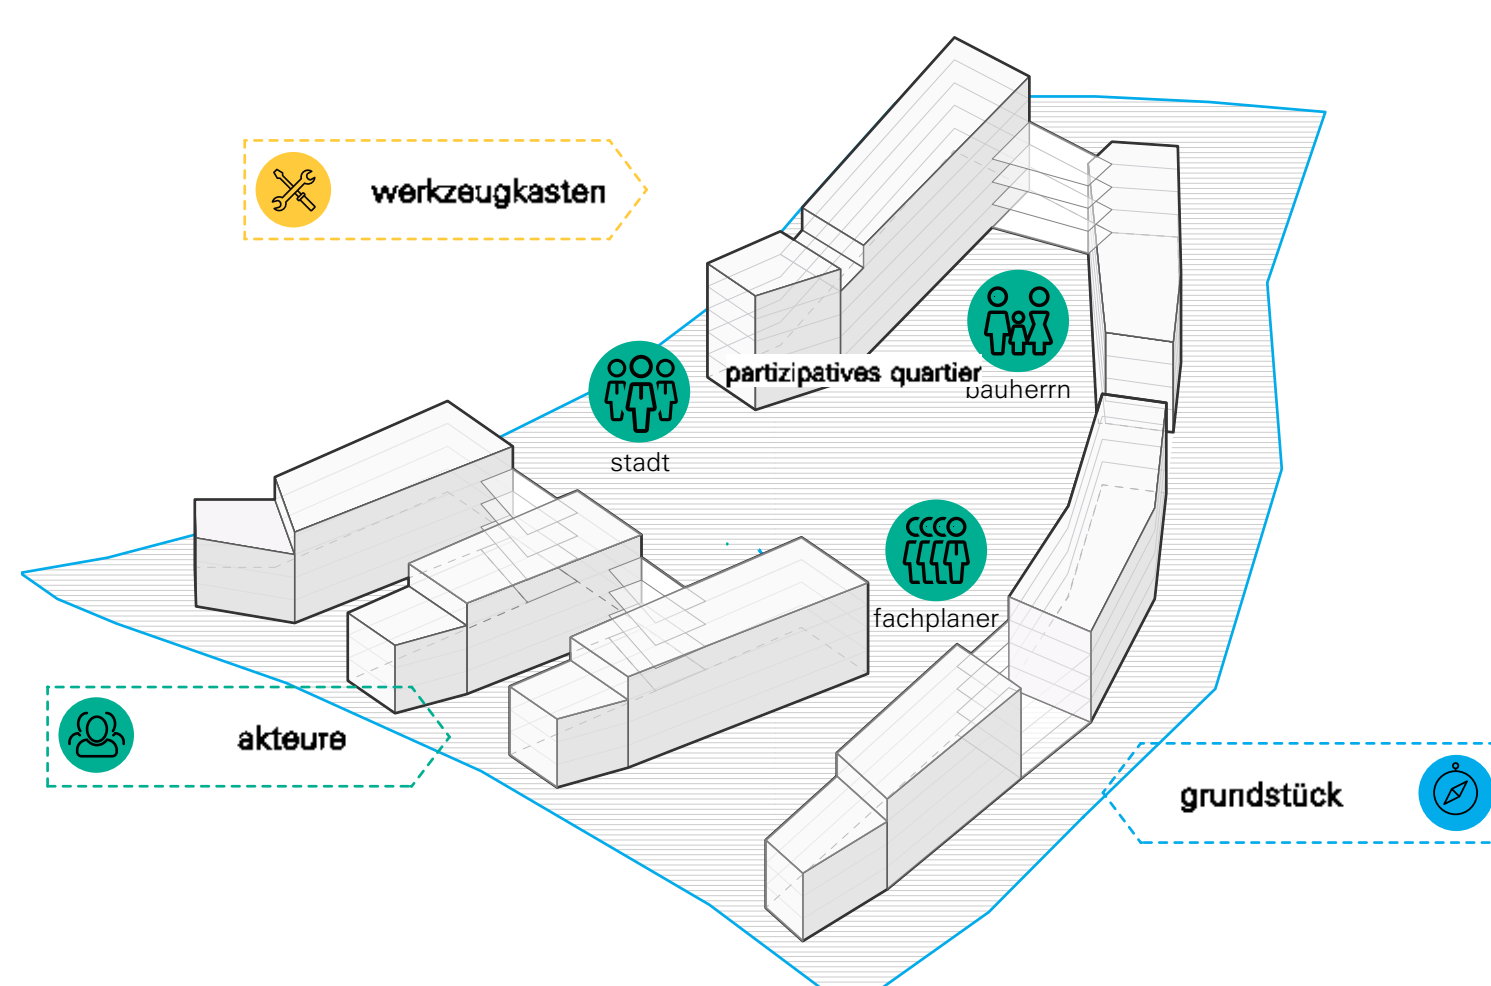 werkzeugkasten
partizipatives quartier
bauherrn
stadt
fachplaner
akteure
grundstück